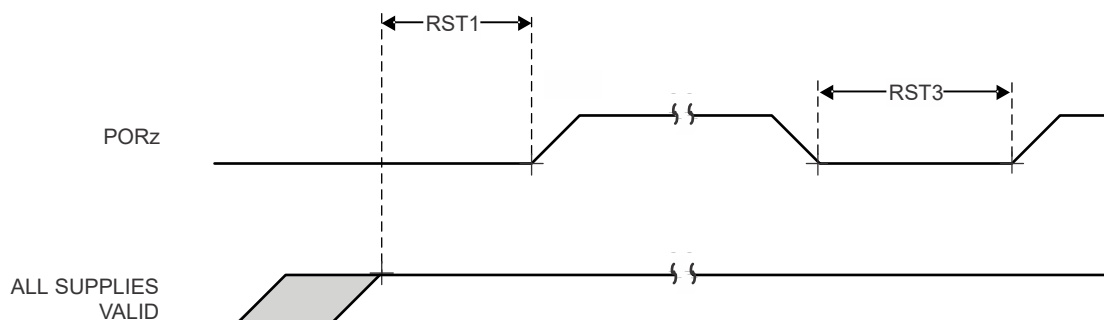 RST1
RST3
PORz
ALL SUPPLIES
VALID